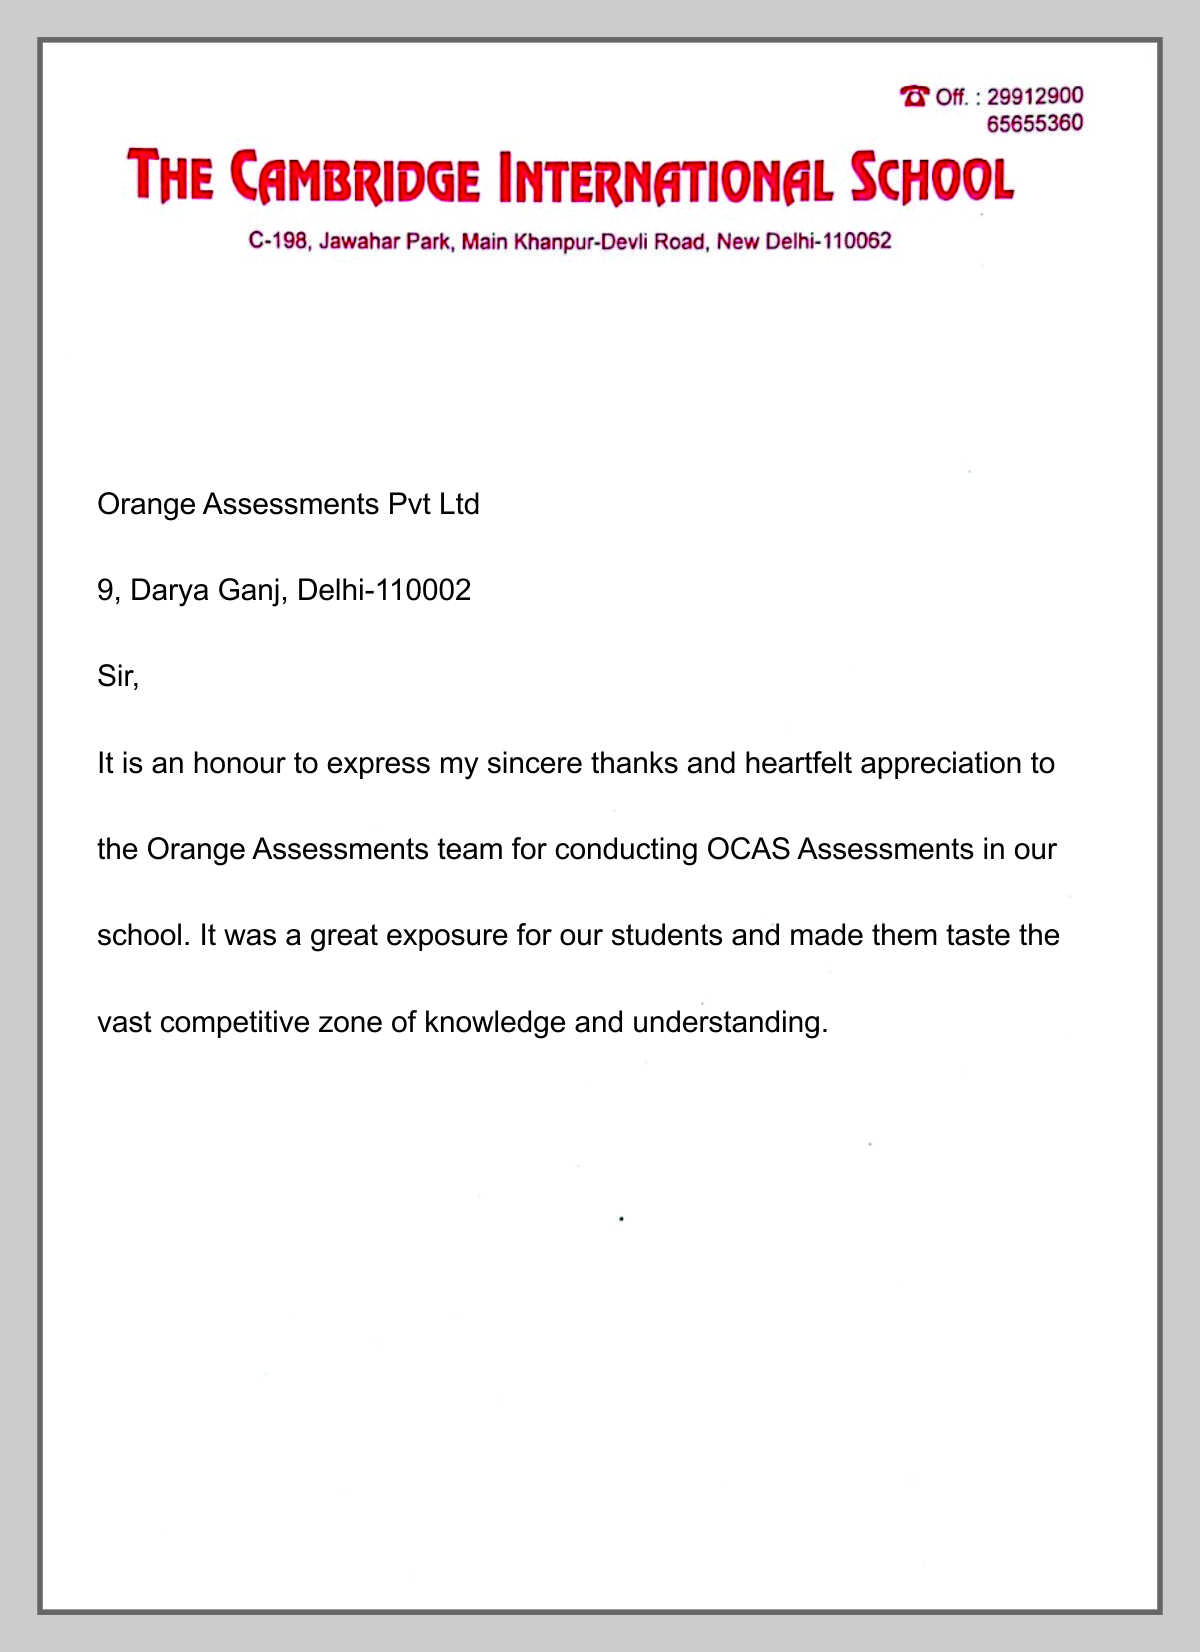 ☎ Off. : 29912900
65655360
THE CAMBRIDGE INTERNATIONAL SCHOOL
C-198, Jawahar Park, Main Khanpur-Devli Road, New Delhi-110062
Orange Assessments Pvt Ltd
9, Darya Ganj, Delhi-110002
Sir,
It is an honour to express my sincere thanks and heartfelt appreciation to
the Orange Assessments team for conducting OCAS Assessments in our
school. It was a great exposure for our students and made them taste the
vast competitive zone of knowledge and understanding.